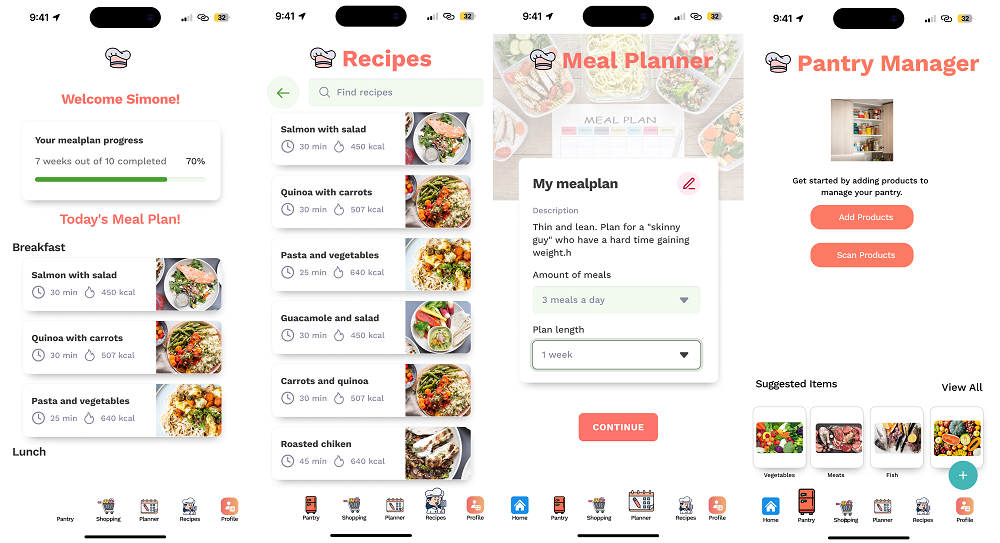 9:41
32
Welcome Simone!
Your mealplan progress
7 weeks out of 10 completed
70%
Today's Meal Plan!
Breakfast
Salmon with salad
30 min
450 kcal
Quinoa with carrots
30 min
507 kcal
Pasta and vegetables
25 min
640 kcal
Lunch
Pantry
Shopping
Planner
Recipes
Profile
9:41
32
Recipes
Find recipes
Salmon with salad
30 min
450 kcal
Quinoa with carrots
30 min
507 kcal
Pasta and vegetables
25 min
640 kcal
Guacamole and salad
30 min
450 kcal
Carrots and quinoa
30 min
507 kcal
Roasted chiken
45 min
640 kcal
Pantry
Shopping
Planner
Recipes
Profile
9:41
32
Meal Planner
MEAL PLAN
My mealplan
Description
Thin and lean. Plan for a "skinny
guy" who have a hard time gaining
weight.h
Amount of meals
3 meals a day
Plan length
1 week
CONTINUE
Home
Pantry
Shopping
Planner
Recipes
Profile
9:41
32
Pantry Manager
Get started by adding products to
manage your pantry.
Add Products
Scan Products
Suggested Items
View All
Vegetables
Meats
Fish
Home
Pantry
Shopping
Planner
Recipes
Profile